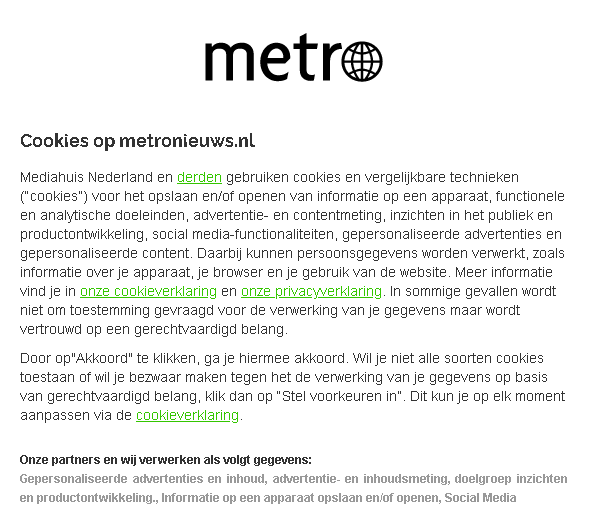 metro
Cookies op metronieuws.nl
Mediahuis Nederland en derden gebruiken cookies en vergelijkbare technieken
("cookies") voor het opslaan en/of openen van informatie op een apparaat, functionele
en analytische doeleinden, advertentie- en contentmeting, inzichten in het publiek en
productontwikkeling, social media-functionaliteiten, gepersonaliseerde advertenties en
gepersonaliseerde content. Daarbij kunnen persoonsgegevens worden verwerkt, zoals
informatie over je apparaat, je browser en je gebruik van de website. Meer informatie
vind je in onze cookieverklaring en onze privacyverklaring. In sommige gevallen wordt
niet om toestemming gevraagd voor de verwerking van je gegevens maar wordt
vertrouwd op een gerechtvaardigd belang.
Door op"Akkoord" te klikken, ga je hiermee akkoord. Wil je niet alle soorten cookies
toestaan of wil je bezwaar maken tegen het de verwerking van je gegevens op basis
van gerechtvaardigd belang, klik dan op "Stel voorkeuren in". Dit kun je op elk moment
aanpassen via de cookieverklaring.
Onze partners en wij verwerken als volgt gegevens:
Gepersonaliseerde advertenties en inhoud, advertentie- en inhoudsmeting, doelgroep inzichten
en productontwikkeling., Informatie op een apparaat opslaan en/of openen, Social Media